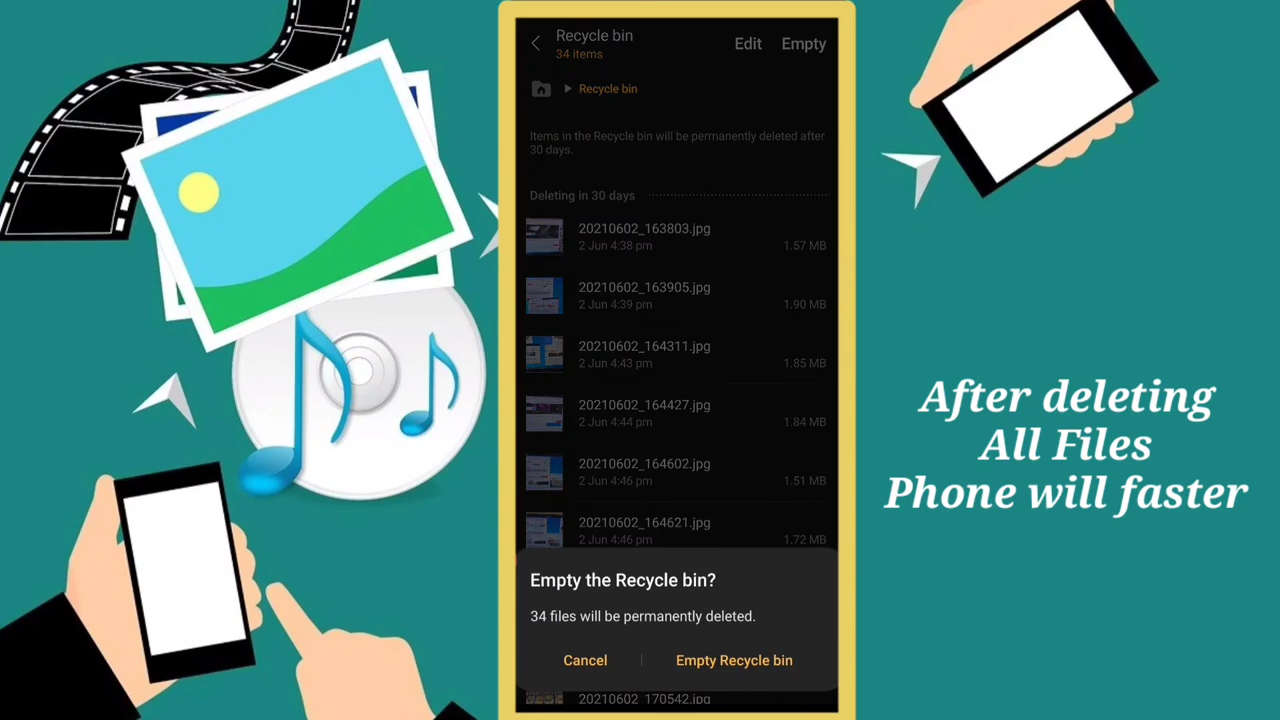 Recycle bin
34 items
Edit
Empty
Recycle bin
Items in the Recycle bin will be permanently deleted after
30 days.
Deleting in 30 days
20210602_163803.jpg
2 Jun 4:38 pm
1.57 MB
20210602_163905.jpg
2 Jun 4:39 pm
1.90 MB
20210602_164311.jpg
2 Jun 4:43 pm
1.85 MB
20210602_164427.jpg
2 Jun 4:44 pm
1.84 MB
20210602_164602.jpg
2 Jun 4:46 pm
1.51 MB
20210602_164621.jpg
2 Jun 4:46 pm
1.72 MB
Empty the Recycle bin?
34 files will be permanently deleted.
Cancel
Empty Recycle bin
20210602_170542.jpg
After deleting
All Files
Phone will faster